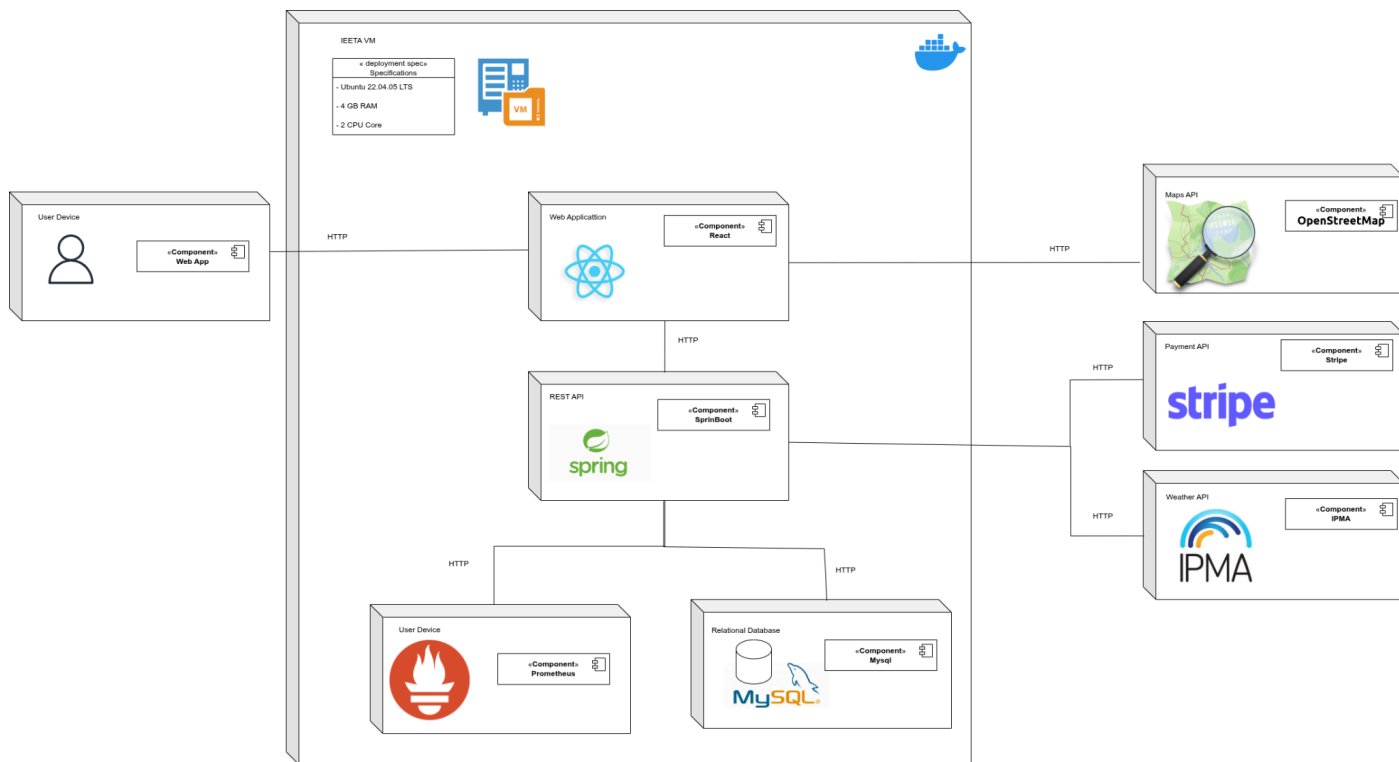 IEETA VM
« deployment spec»
Specifications
- Ubuntu 22.04.05 LTS
- 4 GB RAM
- 2 CPU Core
VM
User Device
«Component»
Web App
HTTP
Web Applicattion
«Component»
React
HTTP
Maps API
«Component»
OpenStreetMap
HTTP
REST API
«Component»
SprinBoot
spring
HTTP
Payment API
«Component»
Stripe
stripe
HTTP
Weather API
«Component»
IPMA
IPMA
HTTP
HTTP
User Device
«Component»
Prometheus
Relational Database
«Component»
Mysql
MySQL®